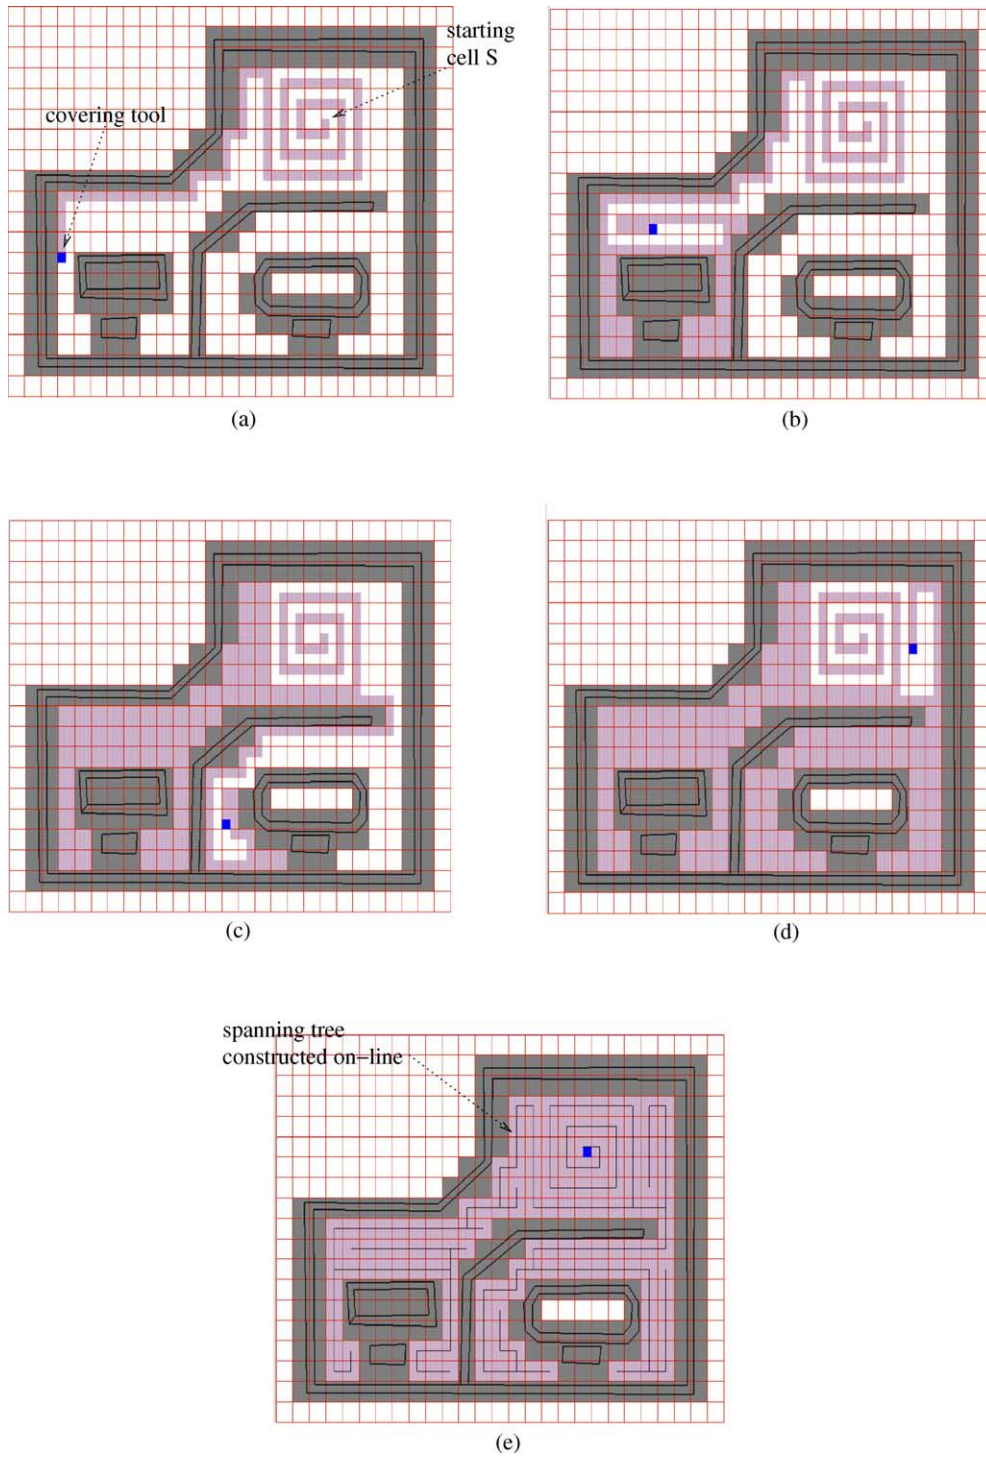 starting
cell S
covering tool
(a)
(b)
(c)
(d)
spanning tree
constructed on-line
(e)